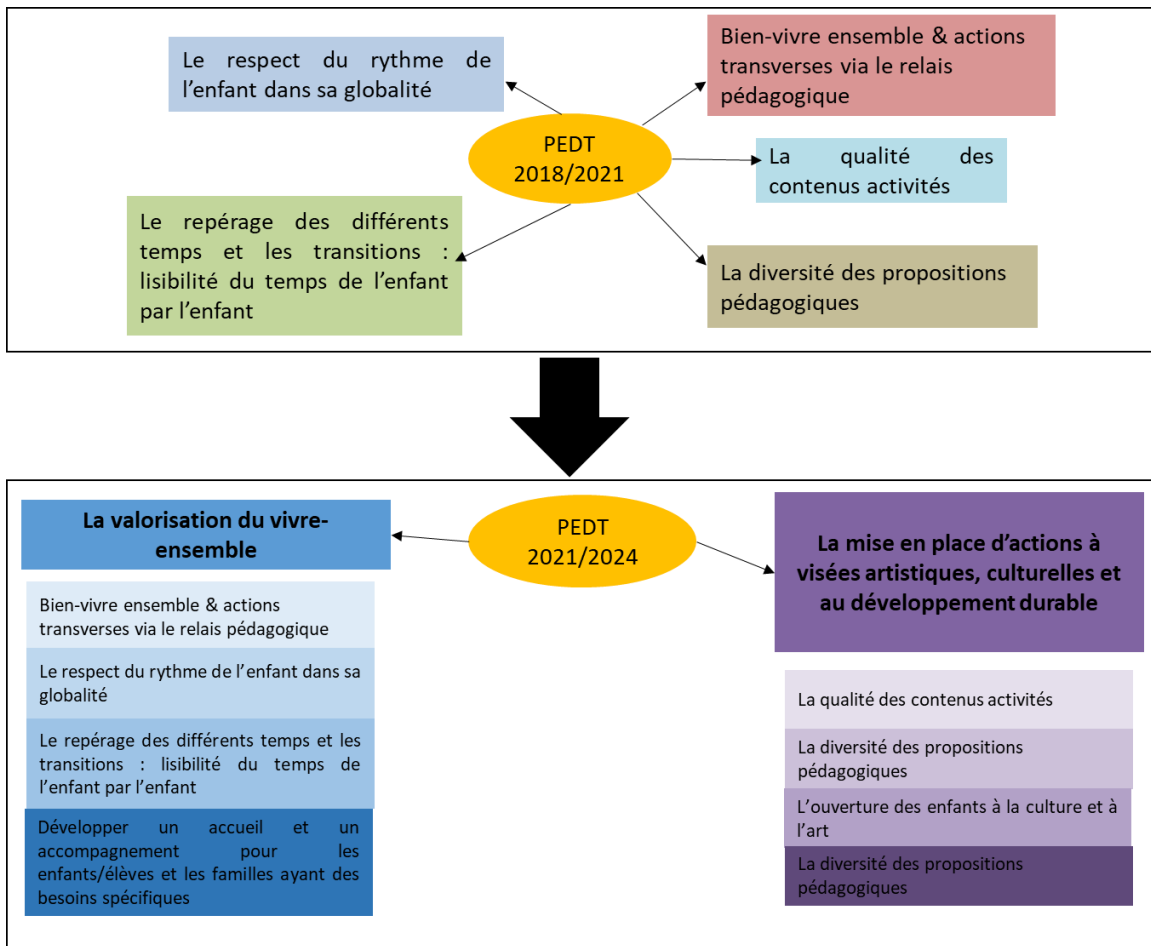 Le respect du rythme de
l’enfant dans sa globalité
Bien-vivre ensemble & actions
transverses via le relais
pédagogique
PEDT
2018/2021
La qualité des
contenus activités
Le repérage des différents
temps et les transitions :
lisibilité du temps de l’enfant
par l’enfant
La diversité des propositions
pédagogiques
PEDT
2021/2024
La valorisation du vivre-
ensemble
Bien-vivre ensemble & actions
transverses via le relais pédagogique
Le respect du rythme de l’enfant dans sa
globalité
Le repérage des différents temps et les
transitions : lisibilité du temps de
l’enfant par l’enfant
Développer un accueil et un
accompagnement pour les
enfants/élèves et les familles ayant des
besoins spécifiques
La mise en place d’actions à
visées artistiques, culturelles et
au développement durable
La qualité des contenus activités
La diversité des propositions
pédagogiques
L’ouverture des enfants à la culture et à
l’art
La diversité des propositions
pédagogiques